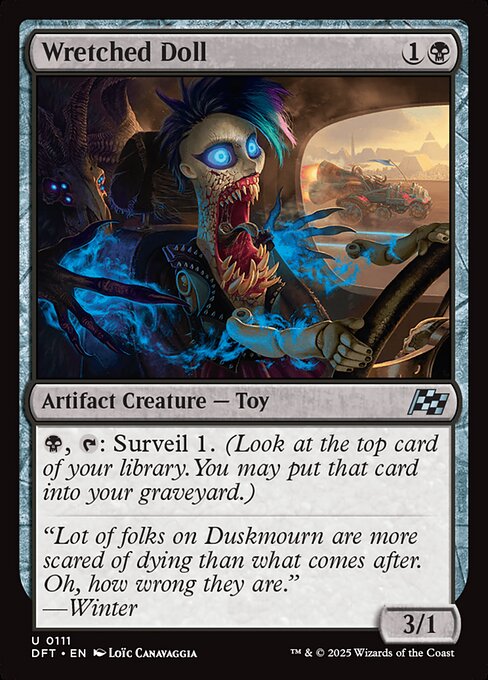 Wretched Doll 1
Artifact Creature — Toy
: Surveil 1. (Look at the top card
of your library. You may put that card
into your graveyard.)
“Lot of folks on Duskmourn are more
scared of dying than what comes after.
Oh, how wrong they are.”
—Winter
3/1
U 0111
DFT • EN Loïc Canavaggia
™ & © 2025 Wizards of the Coast